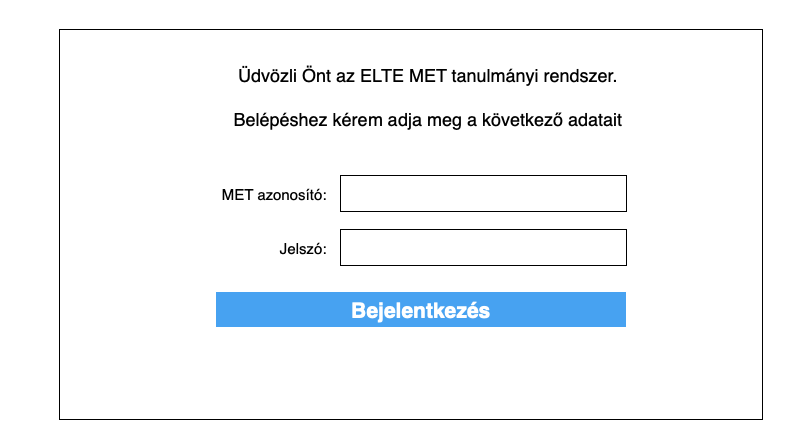 Üdvözli Önt az ELTE MET tanulmányi rendszer.
Belépéshez kérem adja meg a következő adatait
MET azonosító:
Jelszó:
Bejelentkezés